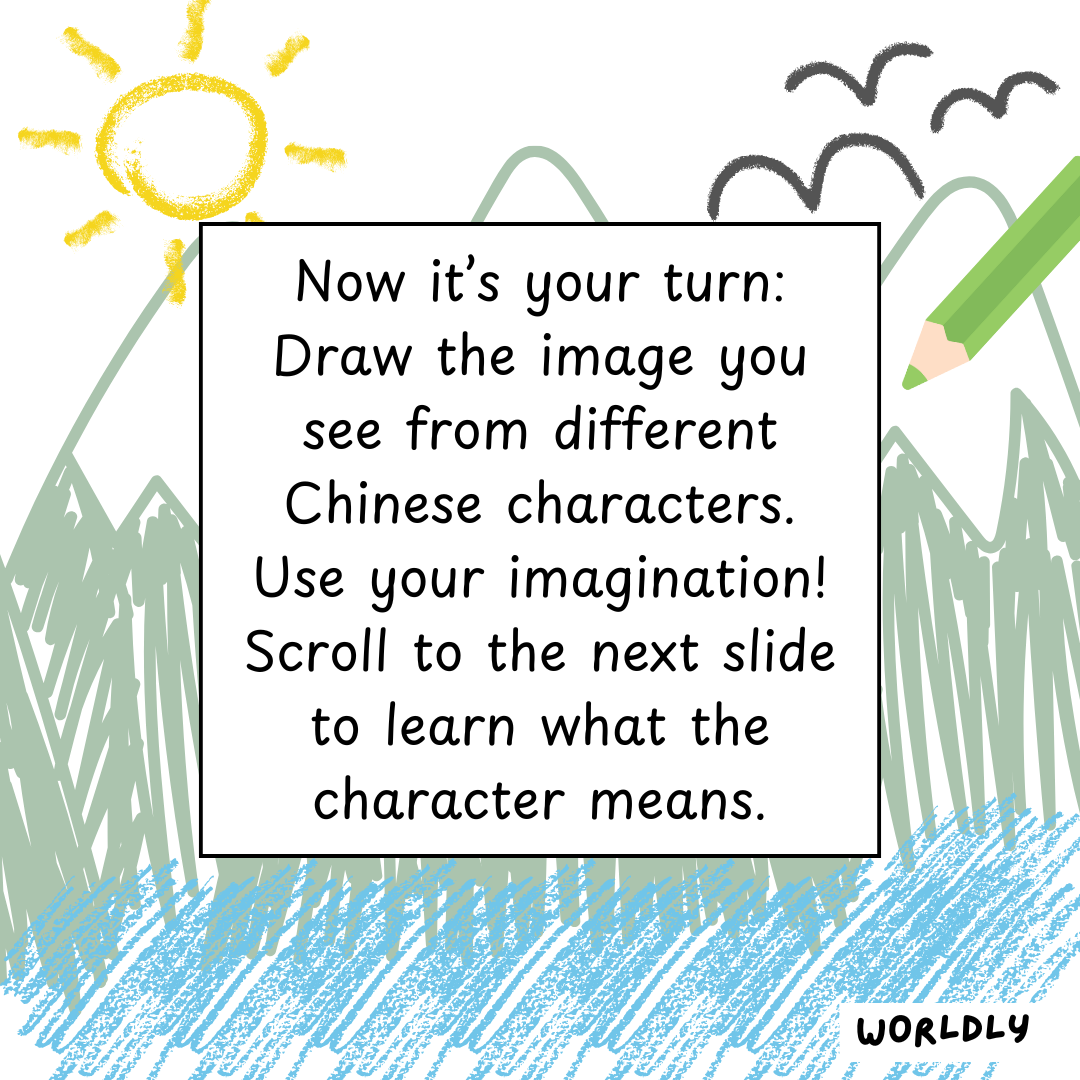 Now it’s your turn:
Draw the image you
see from different
Chinese characters.
Use your imagination!
Scroll to the next slide
to learn what the
character means.
WORLDLY